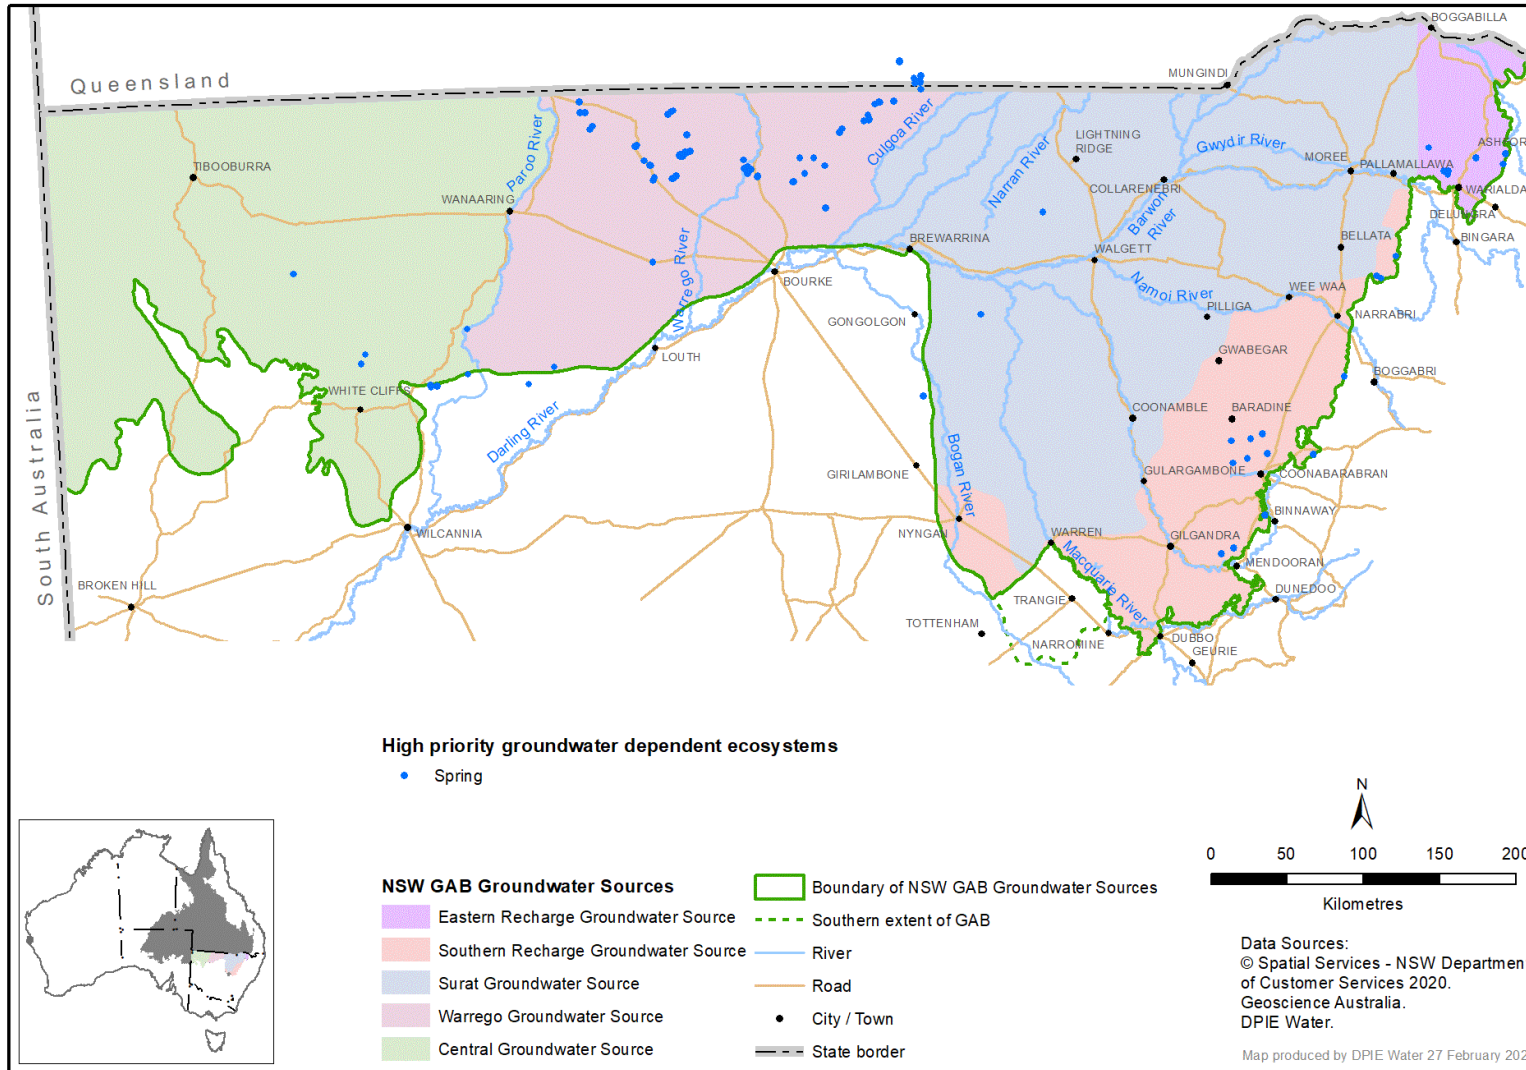 BOGGABILLA
Queensland
MUNGINDI
Culgoa River
Paroo River
LIGHTNING
RIDGE
Gwydir River
ASHFOR
TIBOOBURRA
Narran River
MOREE
PALLAMALLAWA
WANAARING
COLLARENEBRI
WARIALDA
Barwon
River
DELUNGRA
BREWARRINA
BELLATA
BINGARA
Warrego River
WALGETT
BOURKE
Namoi River
WEE WAA
PILLIGA
GONGOLGON
NARRABRI
LOUTH
GWABEGAR
WHITE CLIFFS
BOGGABRI
South Australia
COONAMBLE
BARADINE
Darling River
Bogan River
GIRILAMBONE
GULARGAMBONE
COONABARABRAN
BINNAWAY
WILCANNIA
NYNGAN
WARREN
GILGANDRA
Macquarie River
MENDOORAN
BROKEN HILL
TRANGIE
DUNEDOO
TOTTENHAM
NARROMINE
DUBBO
GEURIE
High priority groundwater dependent ecosystems
Spring
N
0 50 100 150 200
Kilometres
NSW GAB Groundwater Sources
Eastern Recharge Groundwater Source
Southern Recharge Groundwater Source
Surat Groundwater Source
Warrego Groundwater Source
Central Groundwater Source
Boundary of NSW GAB Groundwater Sources
Southern extent of GAB
River
Road
City / Town
State border
Data Sources:
© Spatial Services - NSW Departmen
of Customer Services 2020.
Geoscience Australia.
DPIE Water.
Map produced by DPIE Water 27 February 202